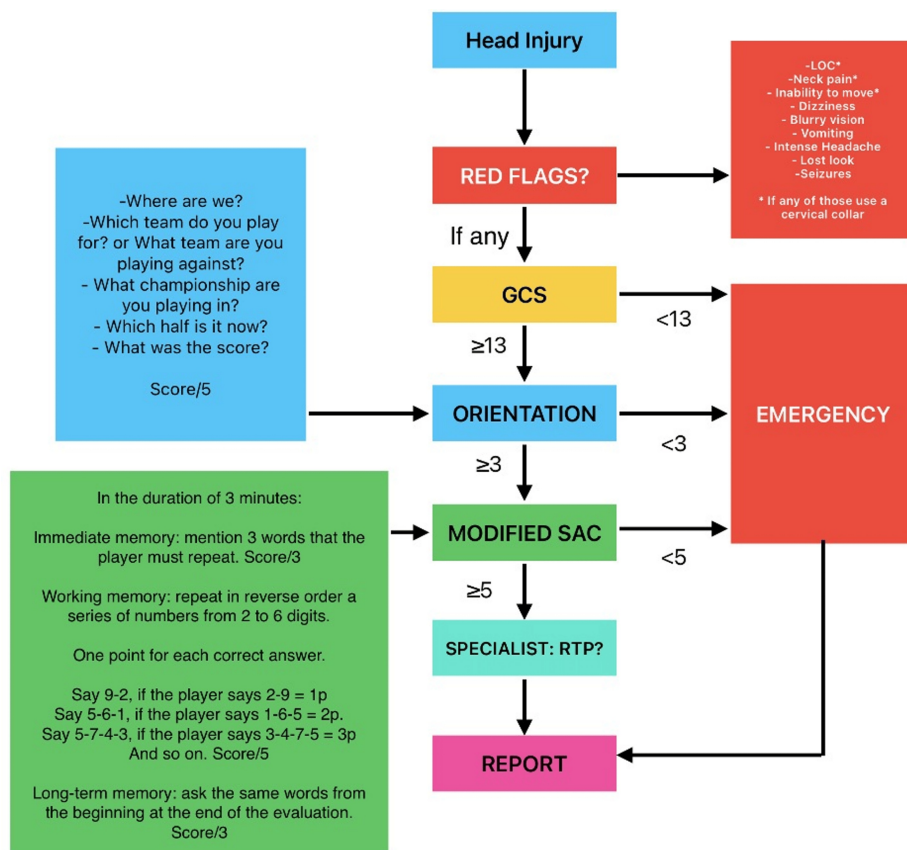 Head Injury
RED FLAGS?
-LOC*
-Neck pain*
- Inability to move*
- Dizziness
- Blurry vision
- Vomiting
- Intense Headache
- Lost look
-Seizures
* If any of those use a
cervical collar
If any
-Where are we?
-Which team do you play
for? or What team are you
playing against?
- What championship are
you playing in?
- Which half is it now?
- What was the score?
Score/5
GCS
<13
≥13
ORIENTATION
<3
≥3
EMERGENCY
In the duration of 3 minutes:
Immediate memory: mention 3 words that the
player must repeat. Score/3
Working memory: repeat in reverse order a
series of numbers from 2 to 6 digits.
One point for each correct answer.
Say 9-2, if the player says 2-9 = 1p
Say 5-6-1, if the player says 1-6-5 = 2p.
Say 5-7-4-3, if the player says 3-4-7-5 = 3p
And so on. Score/5
Long-term memory: ask the same words from
the beginning at the end of the evaluation.
Score/3
MODIFIED SAC
<5
≥5
SPECIALIST: RTP?
REPORT